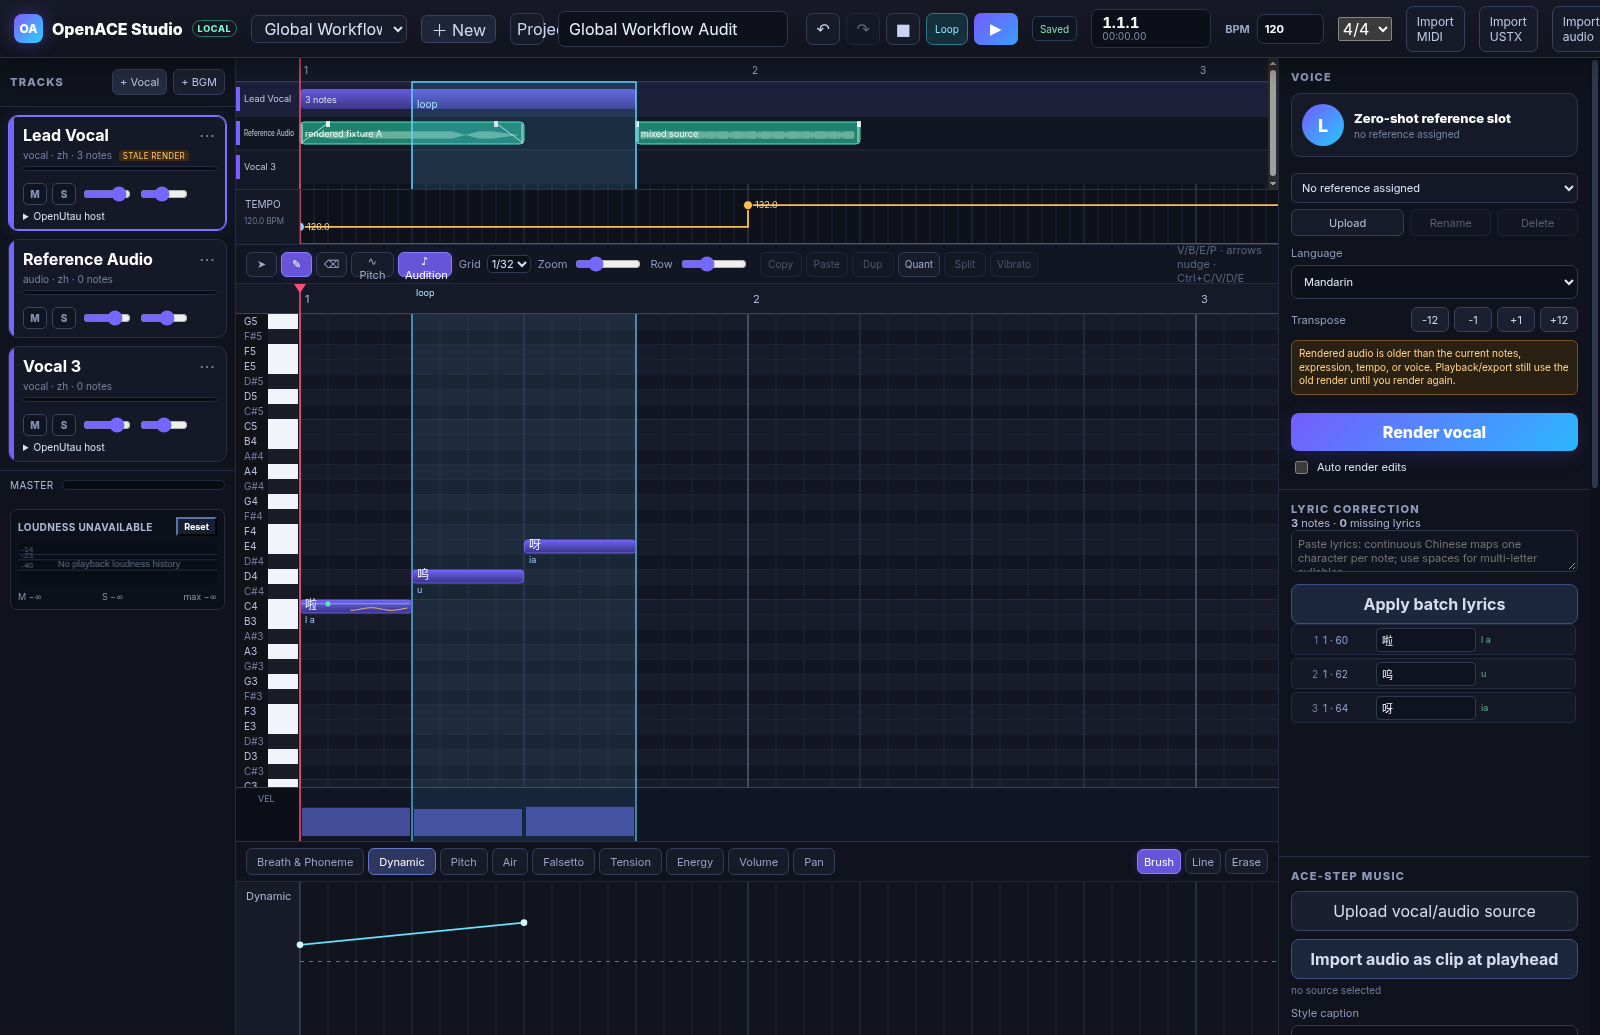 OA OpenACE Studio LOCAL Global Workflow + New Projec Global Workflow Audit Loop Saved 1.1.1 00:00.00 BPM 120 4/4 Import MIDI Import USTX Import audio
TRACKS + Vocal + BGM
Lead Vocal ...
vocal · zh · 3 notes STALE RENDER
M S
OpenUtau host
Reference Audio ...
audio · zh · 0 notes
M S
Vocal 3 ...
vocal · zh · 0 notes
M S
OpenUtau host
MASTER
LOUDNESS UNAVAILABLE Reset
-14
-23
-40
No playback loudness history
M −∞ S −∞ max −∞
1 2 3
Lead Vocal 3 notes loop
Reference Audio rendered fixture A mixed source
Vocal 3
TEMPO
120.0 BPM
120.0
132.0
Pitch Audition Grid 1/32 Zoom Row Copy Paste Dup Quant Split Vibrato
V/B/E/P · arrows
nudge ·
Ctrl+C/V/D/E
1 loop 2 3
G5
F#5
F5
E5
D#5
D5
C#5
C5
B4
A#4
A4
G#4
G4
F#4
F4
E4 呀
D#4 ia
D4 呜
C#4 u
C4 啦
B3 l a
A#3
A3
G#3
G3
F#3
F3
E3
D#3
D3
C#3
C3
VEL
Breath & Phoneme Dynamic Pitch Air Falsetto Tension Energy Volume Pan Brush Line Erase
Dynamic
VOICE
L Zero-shot reference slot
no reference assigned
No reference assigned
Upload Rename Delete
Language
Mandarin
Transpose -12 -1 +1 +12
Rendered audio is older than the current notes,
expression, tempo, or voice. Playback/export still use the
old render until you render again.
Render vocal
Auto render edits
LYRIC CORRECTION
3 notes · 0 missing lyrics
Paste lyrics: continuous Chinese maps one
character per note; use spaces for multi-letter
Apply batch lyrics
1 1 · 60 啦 l a
2 1 · 62 呜 u
3 1 · 64 呀 ia
ACE-STEP MUSIC
Upload vocal/audio source
Import audio as clip at playhead
no source selected
Style caption